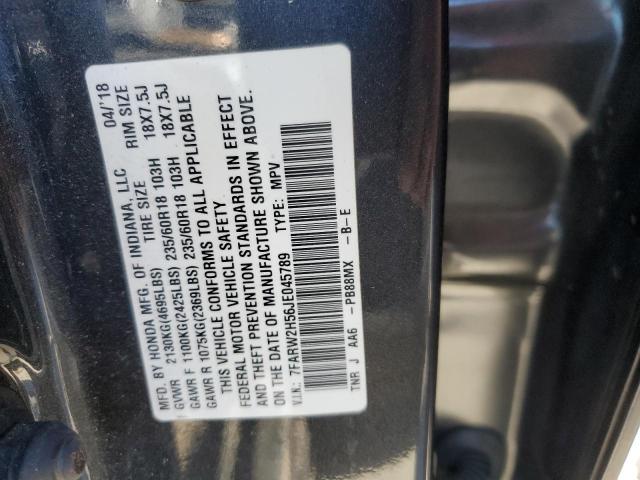 MFD. BY HONDA MFG. OF INDIANA, LLC 04/'18
TIRE SIZE RIM SIZE
GVWR 2130KG(4695LBS)
GAWR F 1100KG(2425LBS) 235/60R18 103H 18X7.5J
GAWR R 1075KG(2369LBS) 235/60R18 103H 18X7.5J
THIS VEHICLE CONFORMS TO ALL APPLICABLE
FEDERAL MOTOR VEHICLE SAFETY,
AND THEFT PREVENTION STANDARDS IN EFFECT
ON THE DATE OF MANUFACTURE SHOWN ABOVE.
V.I.N.: 7FARW2H56JE045789 TYPE: MPV
TNR J AA6 -PB88MX -B-E